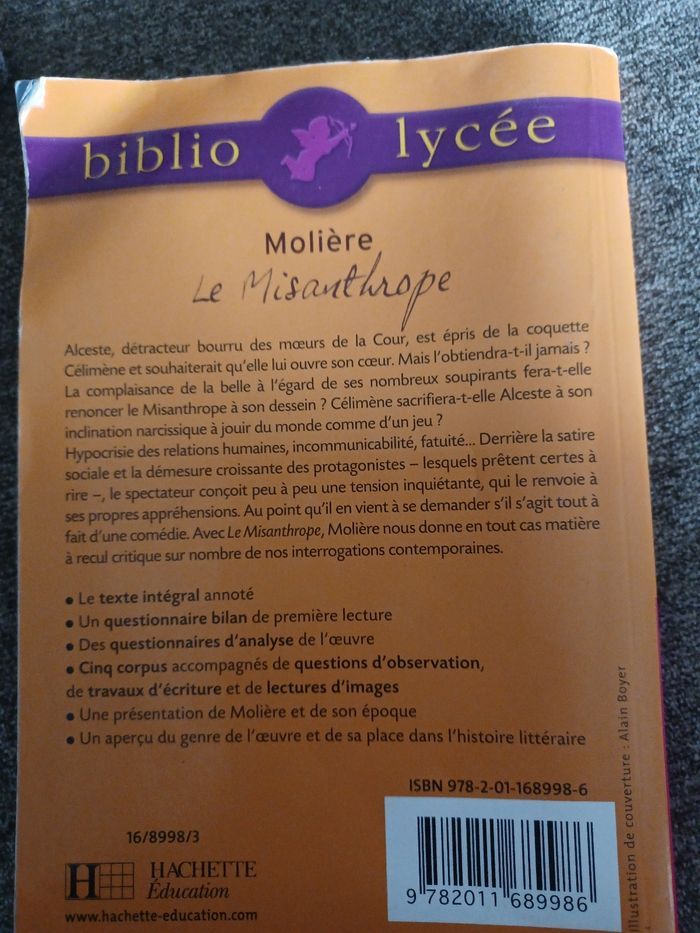 biblio lycée
Molière
Le Misanthrope
Alceste, détracteur bourru des mœurs de la Cour, est épris de la coquette
Célimène et souhaiterait qu'elle lui ouvre son cœur. Mais l'obtiendra-t-il jamais ?
La complaisance de la belle à l'égard de ses nombreux soupirants fera-t-elle
renoncer le Misanthrope à son dessein ? Célimène sacrifiera-t-elle Alceste à son
inclination narcissique à jouir du monde comme d'un jeu ?
Hypocrisie des relations humaines, incommunicabilité, fatuité... Derrière la satire
sociale et la démesure croissante des protagonistes – lesquels prêtent certes à
rire –, le spectateur conçoit peu à peu une tension inquiétante, qui le renvoie à
ses propres appréhensions. Au point qu'il en vient à se demander s'il s'agit tout à
fait d'une comédie. Avec Le Misanthrope, Molière nous donne en tout cas matière
à recul critique sur nombre de nos interrogations contemporaines.
• Le texte intégral annoté
• Un questionnaire bilan de première lecture
• Des questionnaires d'analyse de l'œuvre
• Cinq corpus accompagnés de questions d'observation,
de travaux d'écriture et de lectures d'images
• Une présentation de Molière et de son époque
• Un aperçu du genre de l'œuvre et de sa place dans l'histoire littéraire
ISBN 978-2-01-168998-6
16/8998/3
H HACHETTE
Éducation
www.hachette-education.com
9 782011 689986
Illustration de couverture : Alain Boyer